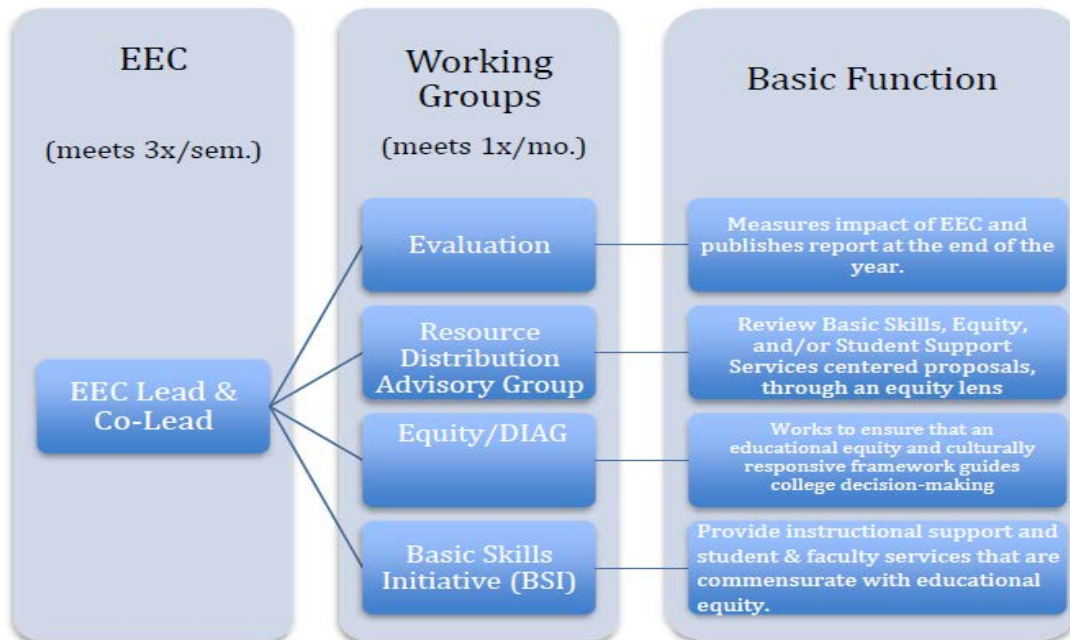 EEC
(meets 3x/sem.)
EEC Lead &
Co-Lead
Working
Groups
(meets 1x/mo.)
Evaluation
Resource
Distribution
Advisory Group
Equity/DIAG
Basic Skills
Initiative (BSI)
Basic Function
Measures impact of EEC and
publishes report at the end of the
year.
Review Basic Skills, Equity,
and/or Student Support
Services centered proposals,
through an equity lens
Works to ensure that an
educational equity and culturally
responsive framework guides
college decision-making
Provide instructional support and
student & faculty services that are
commensurate with educational
equity.